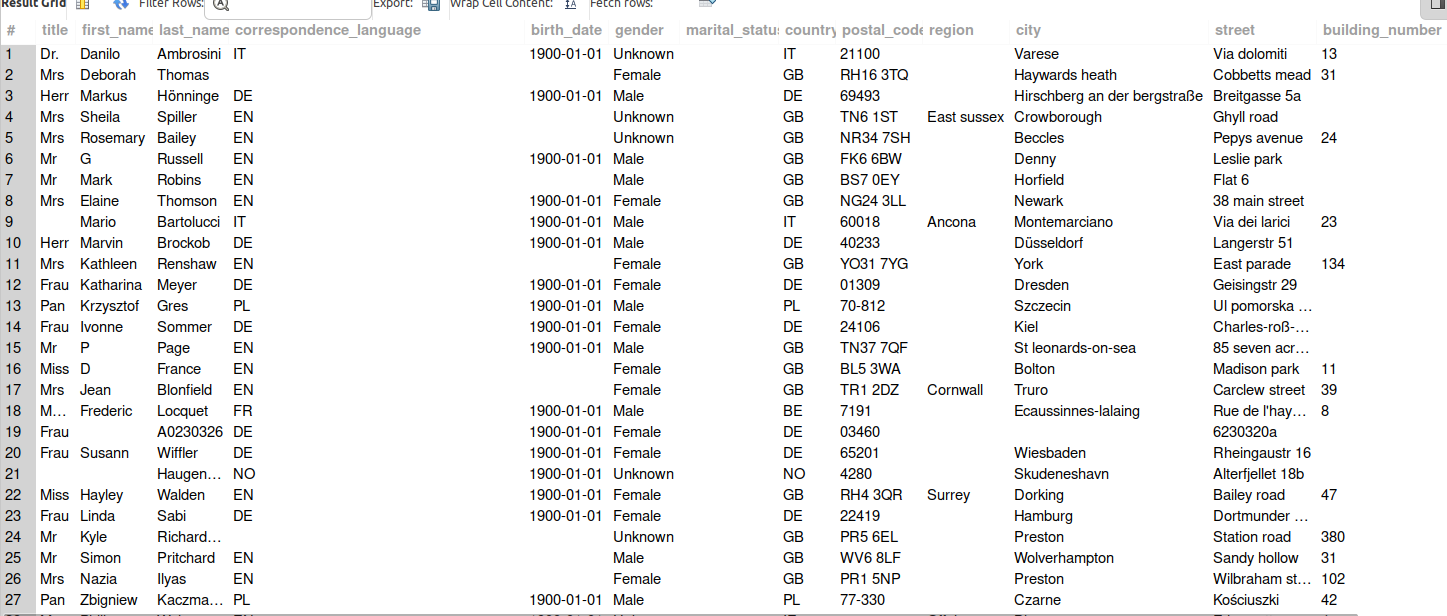 Result Grid Filter Rows: Export: Wrap Cell Content: Fetch rows:
# title first_name last_name correspondence_language birth_date gender marital_status country postal_code region city street building_number
1 Dr. Danilo Ambrosini IT 1900-01-01 Unknown IT 21100 Varese Via dolomiti 13
2 Mrs Deborah Thomas Female GB RH16 3TQ Haywards heath Cobbetts mead 31
3 Herr Markus Hönninge DE 1900-01-01 Male DE 69493 Hirschberg an der bergstraße Breitgasse 5a
4 Mrs Sheila Spiller EN Unknown GB TN6 1ST East sussex Crowborough Ghyll road
5 Mrs Rosemary Bailey EN Unknown GB NR34 7SH Beccles Pepys avenue 24
6 Mr G Russell EN 1900-01-01 Male GB FK6 6BW Denny Leslie park
7 Mr Mark Robins EN Male GB BS7 0EY Horfield Flat 6
8 Mrs Elaine Thomson EN 1900-01-01 Female GB NG24 3LL Newark 38 main street
9 Mario Bartolucci IT 1900-01-01 Male IT 60018 Ancona Montemarciano Via dei larici 23
10 Herr Marvin Brockob DE 1900-01-01 Male DE 40233 Düsseldorf Langerstr 51
11 Mrs Kathleen Renshaw EN Female GB YO31 7YG York East parade 134
12 Frau Katharina Meyer DE 1900-01-01 Female DE 01309 Dresden Geisingstr 29
13 Pan Krzysztof Gres PL 1900-01-01 Male PL 70-812 Szczecin Ul pomorska ...
14 Frau Ivonne Sommer DE 1900-01-01 Female DE 24106 Kiel Charles-roß-...
15 Mr P Page EN 1900-01-01 Male GB TN37 7QF St leonards-on-sea 85 seven acr...
16 Miss D France EN Female GB BL5 3WA Bolton Madison park 11
17 Mrs Jean Blonfield EN Female GB TR1 2DZ Cornwall Truro Carclew street 39
18 M... Frederic Locquet FR 1900-01-01 Male BE 7191 Ecaussinnes-lalaing Rue de l'hay... 8
19 Frau A0230326 DE 1900-01-01 Female DE 03460 6230320a
20 Frau Susann Wiffler DE 1900-01-01 Female DE 65201 Wiesbaden Rheingaustr 16
21 Haugen... NO 1900-01-01 Unknown NO 4280 Skudeneshavn Alterfjellet 18b
22 Miss Hayley Walden EN 1900-01-01 Female GB RH4 3QR Surrey Dorking Bailey road 47
23 Frau Linda Sabi DE 1900-01-01 Female DE 22419 Hamburg Dortmunder ...
24 Mr Kyle Richard... Unknown GB PR5 6EL Preston Station road 380
25 Mr Simon Pritchard EN Male GB WV6 8LF Wolverhampton Sandy hollow 31
26 Mrs Nazia Ilyas EN Female GB PR1 5NP Preston Wilbraham st... 102
27 Pan Zbigniew Kaczma... PL 1900-01-01 Male PL 77-330 Czarne Kościuszki 42